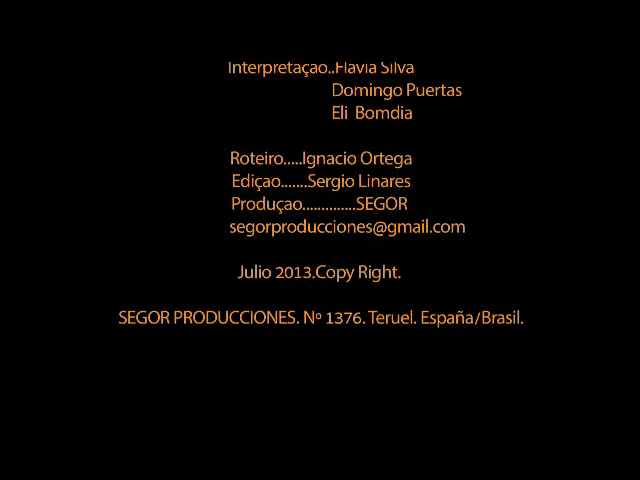 Interpretaçao..Flavia Silva
Domingo Puertas
Eli Bomdia
Roteiro.....Ignacio Ortega
Ediçao.......Sergio Linares
Produçao..............SEGOR
segorproducciones@gmail.com
Julio 2013.Copy Right.
SEGOR PRODUCCIONES. Nº 1376. Teruel. España/Brasil.